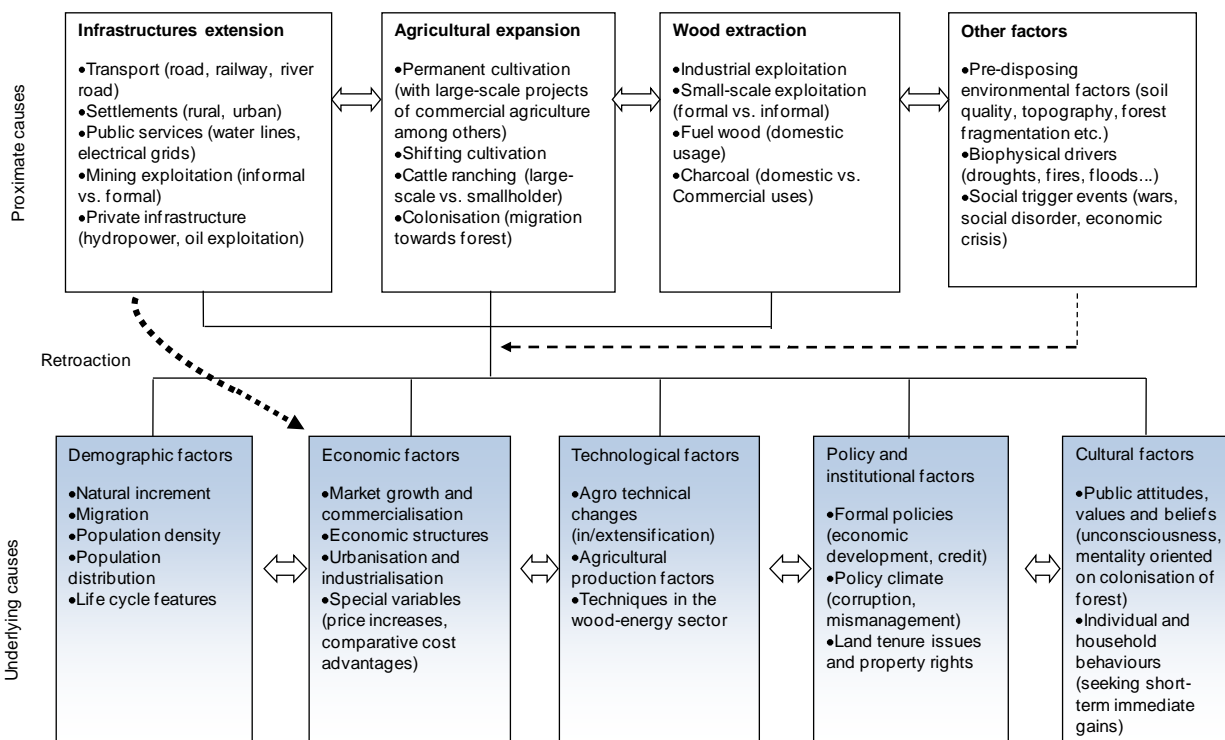 Proximate causes
Infrastructures extension
•Transport (road, railway, river
road)
•Settlements (rural, urban)
•Public services (water lines,
electrical grids)
•Mining exploitation (informal
vs. formal)
•Private infrastructure
(hydropower, oil exploitation)
Agricultural expansion
•Permanent cultivation
(with large-scale projects
of commercial agriculture
among others)
•Shifting cultivation
•Cattle ranching (large-
scale vs. smallholder)
•Colonisation (migration
towards forest)
Wood extraction
•Industrial exploitation
•Small-scale exploitation
(formal vs. informal)
•Fuel wood (domestic
usage)
•Charcoal (domestic vs.
Commercial uses)
Other factors
•Pre-disposing
environmental factors (soil
quality, topography, forest
fragmentation etc.)
•Biophysical drivers
(droughts, fires, floods...)
•Social trigger events (wars,
social disorder, economic
crisis)
Retroaction
Underlying causes
Demographic factors
•Natural increment
•Migration
•Population density
•Population
distribution
•Life cycle features
Economic factors
•Market growth and
commercialisation
•Economic structures
•Urbanisation and
industrialisation
•Special variables
(price increases,
comparative cost
advantages)
Technological factors
•Agro technical
changes
(in/extensification)
•Agricultural
production factors
•Techniques in the
wood-energy sector
Policy and
institutional factors
•Formal policies
(economic
development, credit)
•Policy climate
(corruption,
mismanagement)
•Land tenure issues
and property rights
Cultural factors
•Public attitudes,
values and beliefs
(unconsciousness,
mentality oriented
on colonisation of
forest)
•Individual and
household
behaviours
(seeking short-
term immediate
gains)